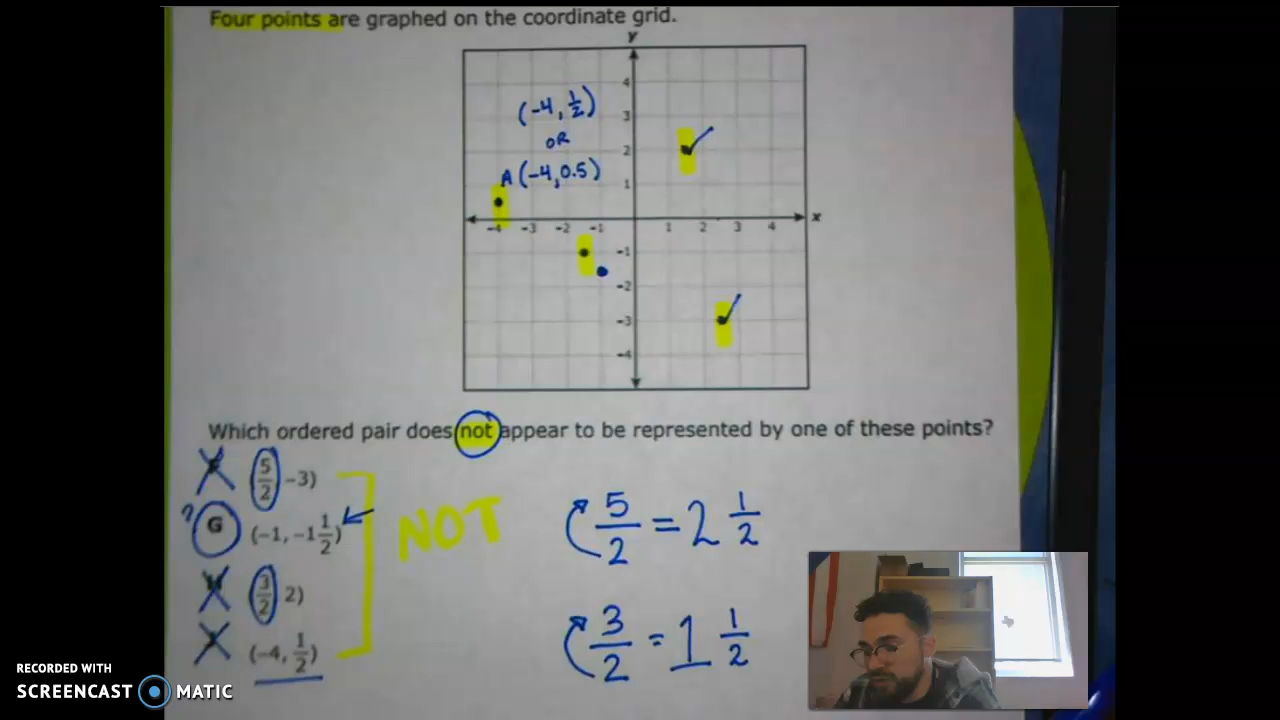 Four points are graphed on the coordinate grid.
y
4
(-4, 1/2)
3
OR
2
A (-4, 0.5)
1
-4 -3 -2 -1 1 2 3 4 x
-1
-2
-3
-4
Which ordered pair does not appear to be represented by one of these points?
(5/2 -3)
? G (-1, -1 1/2)
(3/2 2)
(-4, 1/2)
NOT
5/2 = 2 1/2
3/2 = 1 1/2
RECORDED WITH
SCREENCAST MATIC